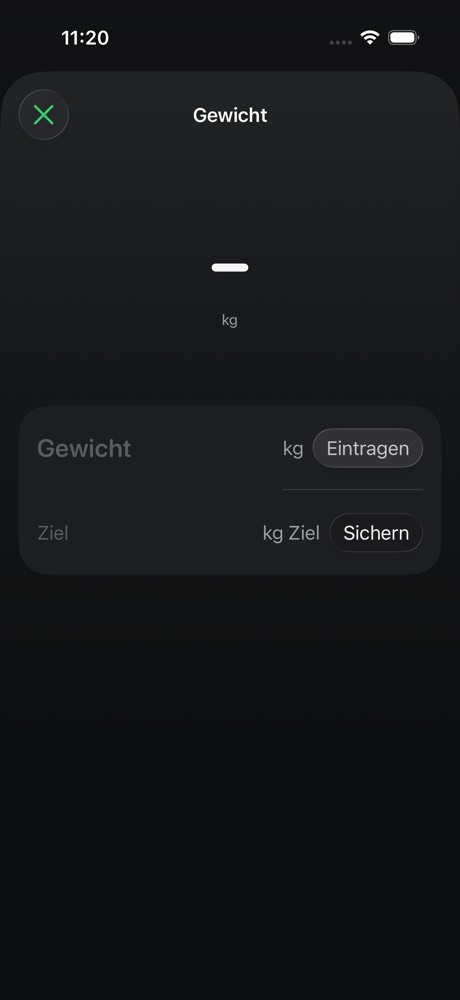 11:20
Gewicht
–
kg
Gewicht kg Eintragen
Ziel kg Ziel Sichern